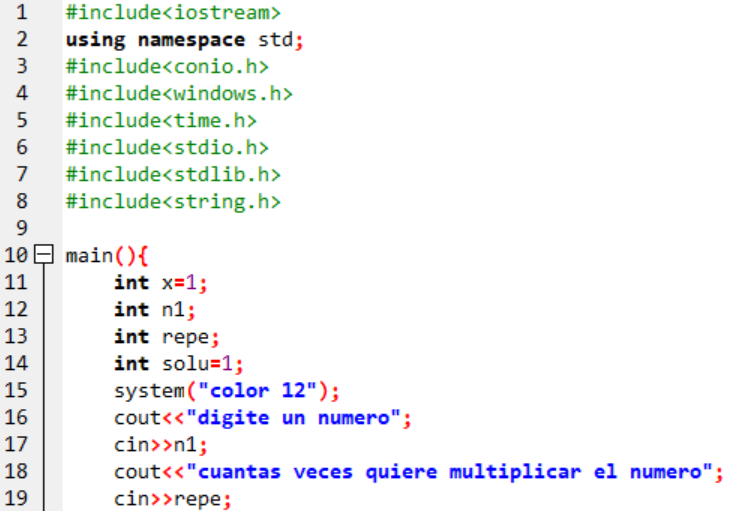 1 #include<iostream>
2 using namespace std;
3 #include<conio.h>
4 #include<windows.h>
5 #include<time.h>
6 #include<stdio.h>
7 #include<stdlib.h>
8 #include<string.h>
9
10 main(){
11 int x=1;
12 int n1;
13 int repe;
14 int solu=1;
15 system("color 12");
16 cout<<"digite un numero";
17 cin>>n1;
18 cout<<"cuantas veces quiere multiplicar el numero";
19 cin>>repe;